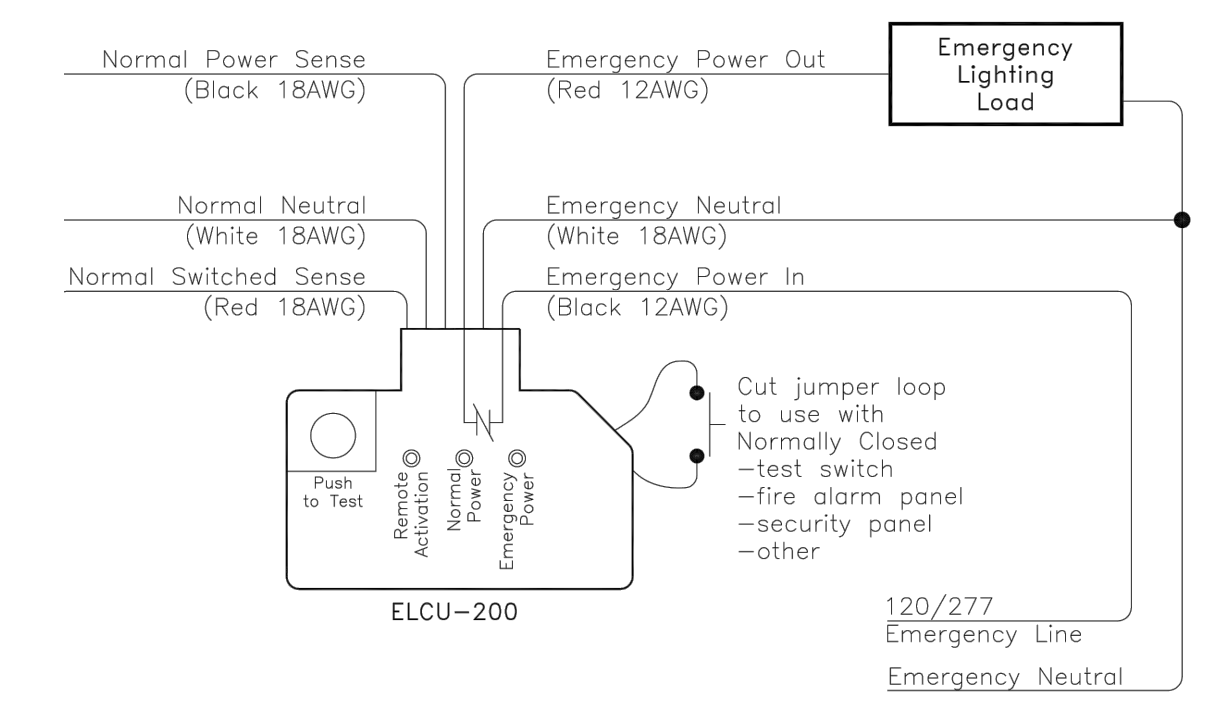 Normal Power Sense
(Black 18AWG)
Emergency Power Out
(Red 12AWG)
Emergency
Lighting
Load
Normal Neutral
(White 18AWG)
Emergency Neutral
(White 18AWG)
Normal Switched Sense
(Red 18AWG)
Emergency Power In
(Black 12AWG)
Push
to Test
Remote
Activation
Normal
Power
Emergency
Power
Cut jumper loop
to use with
Normally Closed
-test switch
-fire alarm panel
-security panel
-other
ELCU-200
120/277
Emergency Line
Emergency Neutral